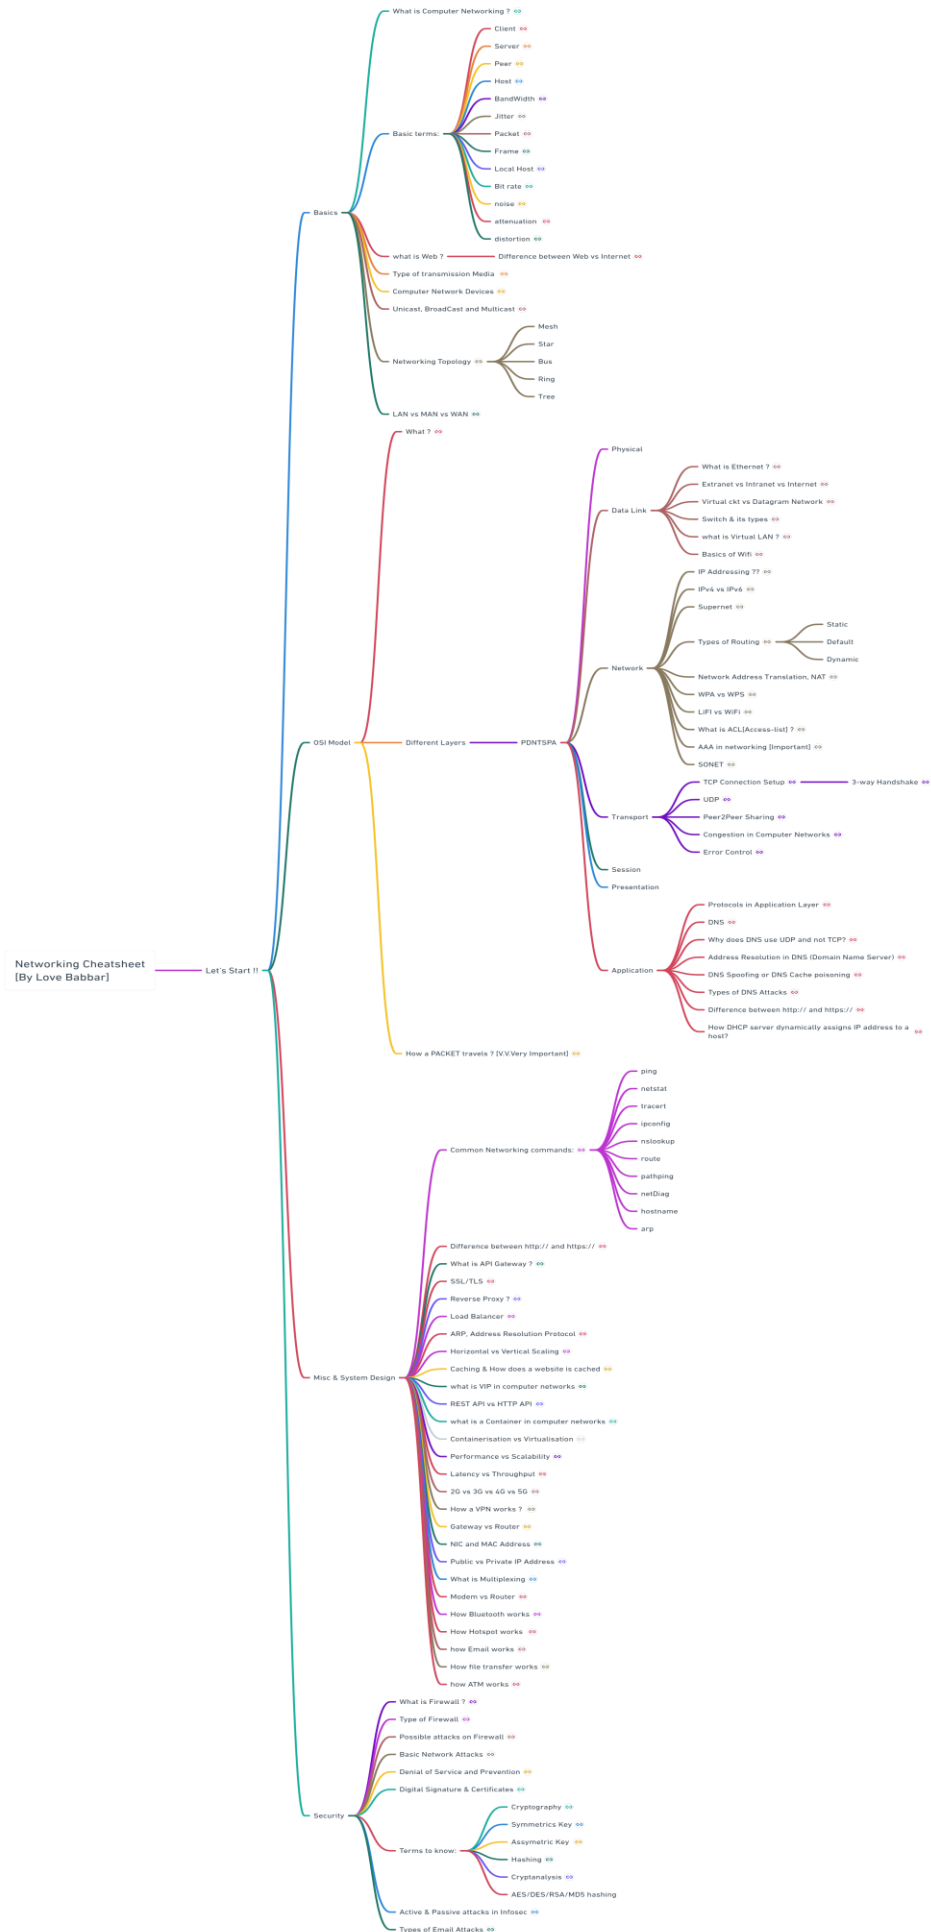 What is Computer Networking ?
Client
Server
Peer
Host
BandWidth
Jitter
Basic terms:
Packet
Frame
Local Host
Bit rate
noise
Basics
attenuation
distortion
what is Web ?
Difference between Web vs Internet
Type of transmission Media
Computer Network Devices
Unicast, BroadCast and Multicast
Mesh
Star
Networking Topology
Bus
Ring
Tree
LAN vs MAN vs WAN
What ?
Physical
What is Ethernet ?
Extranet vs Intranet vs Internet
Virtual ckt vs Datagram Network
Data Link
Switch & its types
what is Virtual LAN ?
Basics of Wifi
IP Addressing ??
IPv4 vs IPv6
Supernet
Static
Types of Routing
Default
Dynamic
Network
Network Address Translation, NAT
WPA vs WPS
LiFI vs WiFi
What is ACL[Access-list] ?
OSI Model
Different Layers
PDNTSPA
AAA in networking [Important]
SONET
TCP Connection Setup
3-way Handshake
UDP
Transport
Peer2Peer Sharing
Congestion in Computer Networks
Error Control
Session
Presentation
Protocols in Application Layer
DNS
Why does DNS use UDP and not TCP?
Address Resolution in DNS (Domain Name Server)
Networking Cheatsheet
[By Love Babbar]
Let's Start !!
Application
DNS Spoofing or DNS Cache poisoning
Types of DNS Attacks
Difference between http:// and https://
How DHCP server dynamically assigns IP address to a
host?
How a PACKET travels ? [V.V.Very Important]
ping
netstat
tracert
ipconfig
nslookup
Common Networking commands:
route
pathping
netDiag
hostname
arp
Difference between http:// and https://
What is API Gateway ?
SSL/TLS
Reverse Proxy ?
Load Balancer
ARP, Address Resolution Protocol
Horizontal vs Vertical Scaling
Caching & How does a website is cached
Misc & System Design
what is VIP in computer networks
REST API vs HTTP API
what is a Container in computer networks
Containerisation vs Virtualisation
Performance vs Scalability
Latency vs Throughput
2G vs 3G vs 4G vs 5G
How a VPN works ?
Gateway vs Router
NIC and MAC Address
Public vs Private IP Address
What is Multiplexing
Modem vs Router
How Bluetooth works
How Hotspot works
how Email works
How file transfer works
how ATM works
What is Firewall ?
Type of Firewall
Possible attacks on Firewall
Basic Network Attacks
Denial of Service and Prevention
Digital Signature & Certificates
Security
Cryptography
Symmetrics Key
Assymetric Key
Terms to know:
Hashing
Cryptanalysis
AES/DES/RSA/MD5 hashing
Active & Passive attacks in Infosec
Types of Email Attacks